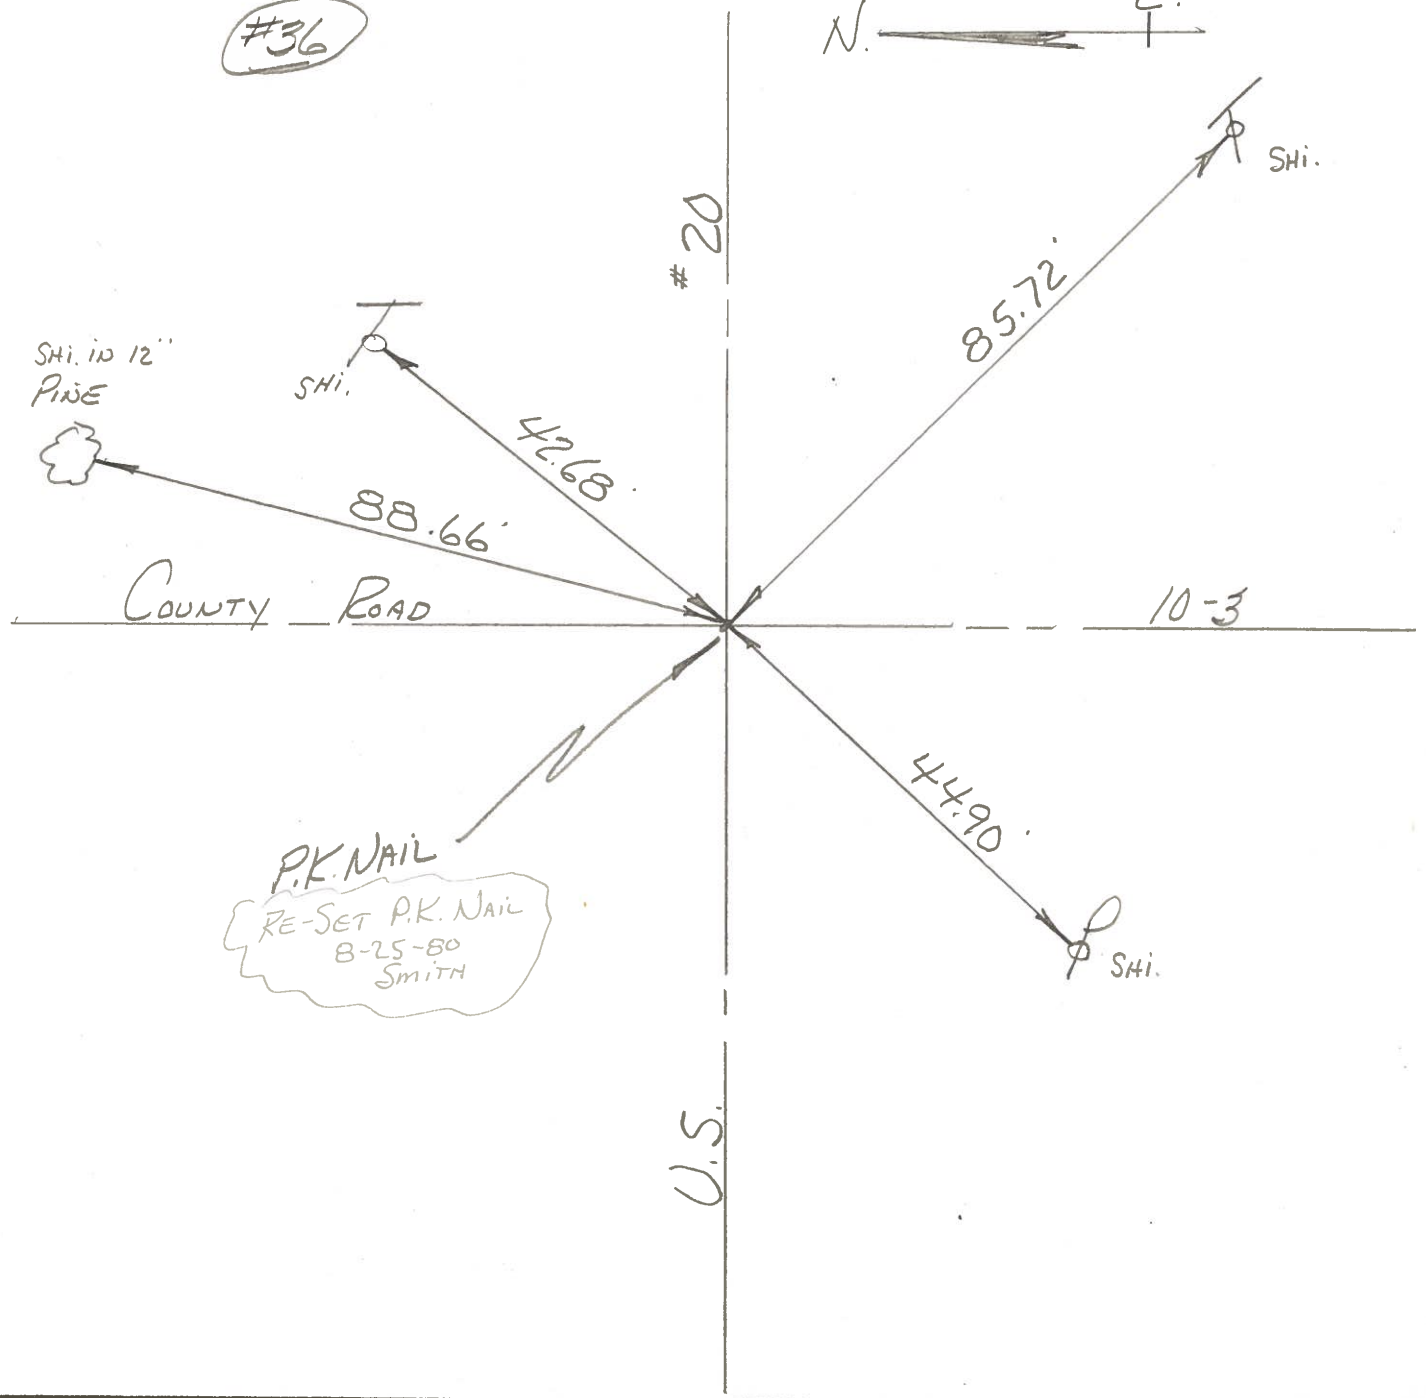 #36
N.
# 20
SHI.
85.72'
SHI. IN 12"
PINE
SHI.
42.68'
88.66'
COUNTY ROAD
10-3
44.90'
P.K. NAIL
RE-SET P.K. NAIL
8-25-80
SMITH
SHI.
U.S.